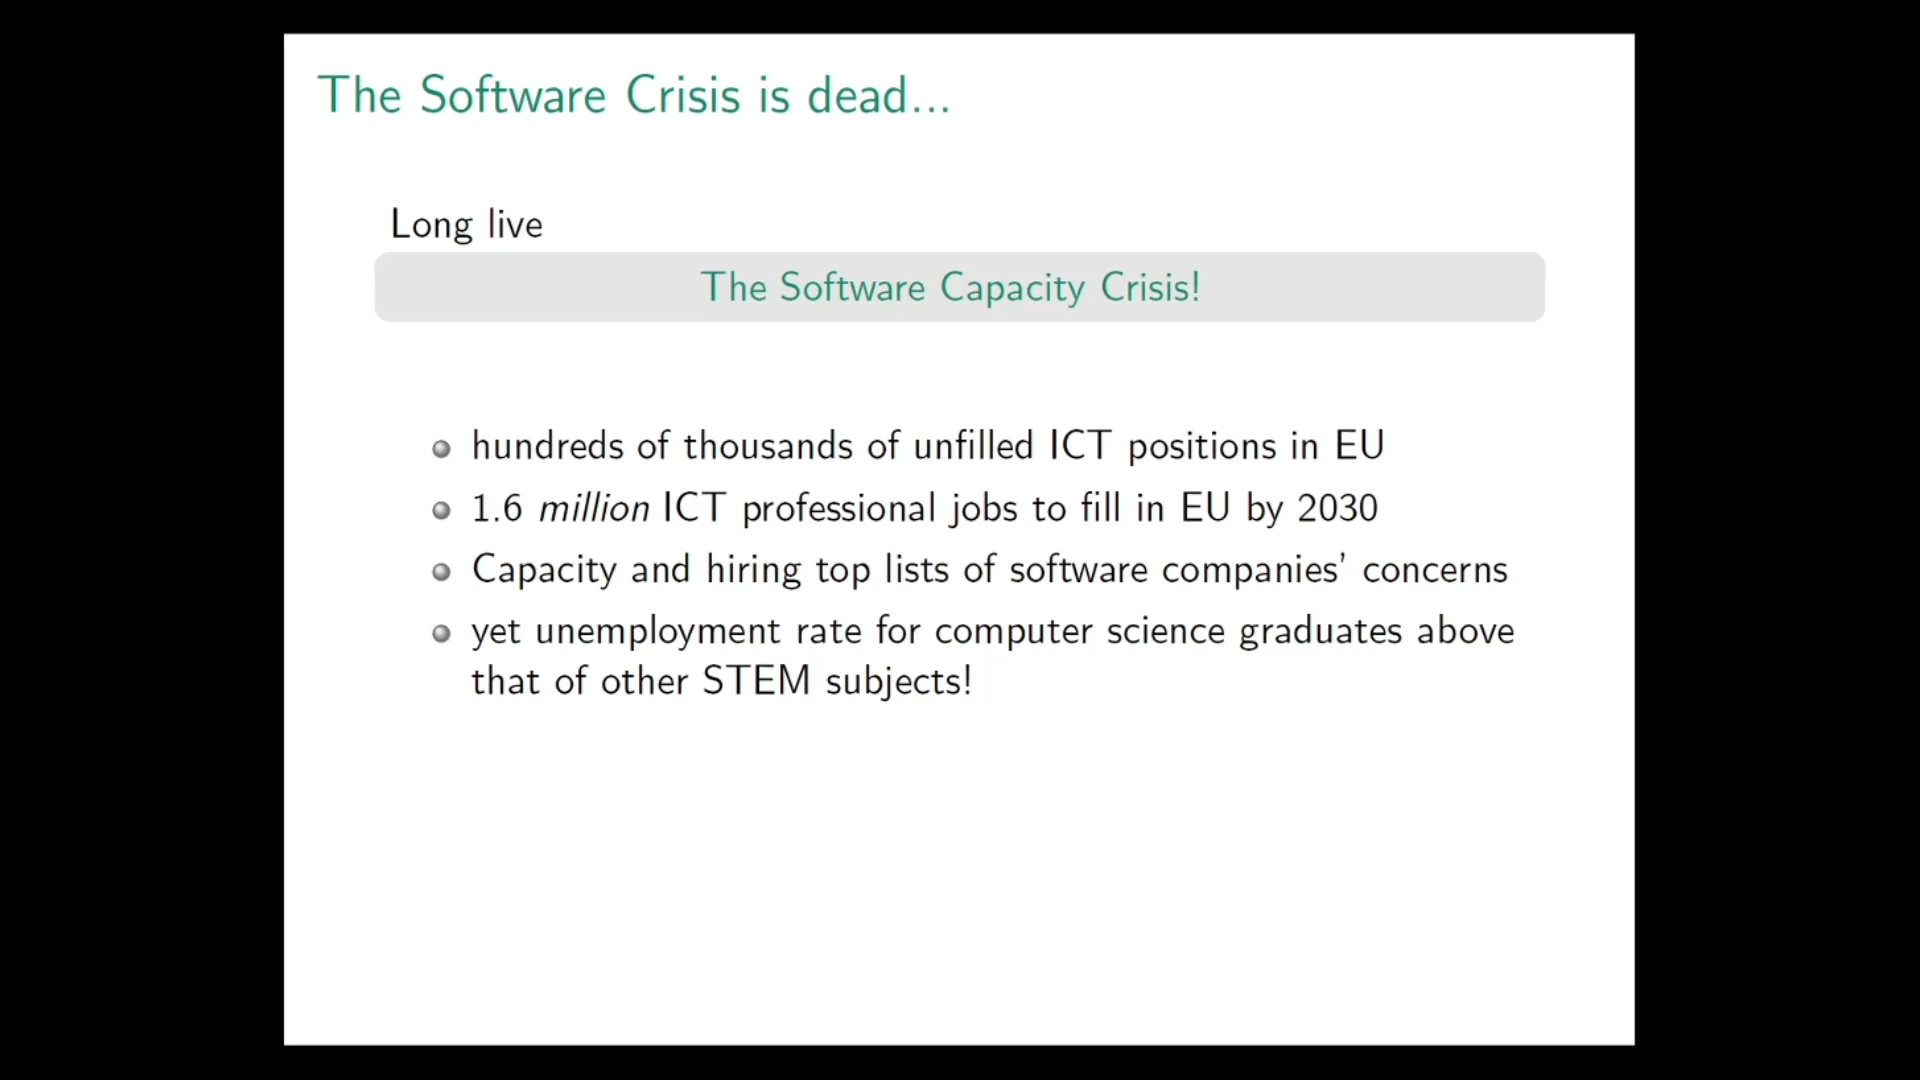 The Software Crisis is dead...
Long live
The Software Capacity Crisis!
hundreds of thousands of unfilled ICT positions in EU
1.6 million ICT professional jobs to fill in EU by 2030
Capacity and hiring top lists of software companies' concerns
yet unemployment rate for computer science graduates above
that of other STEM subjects!